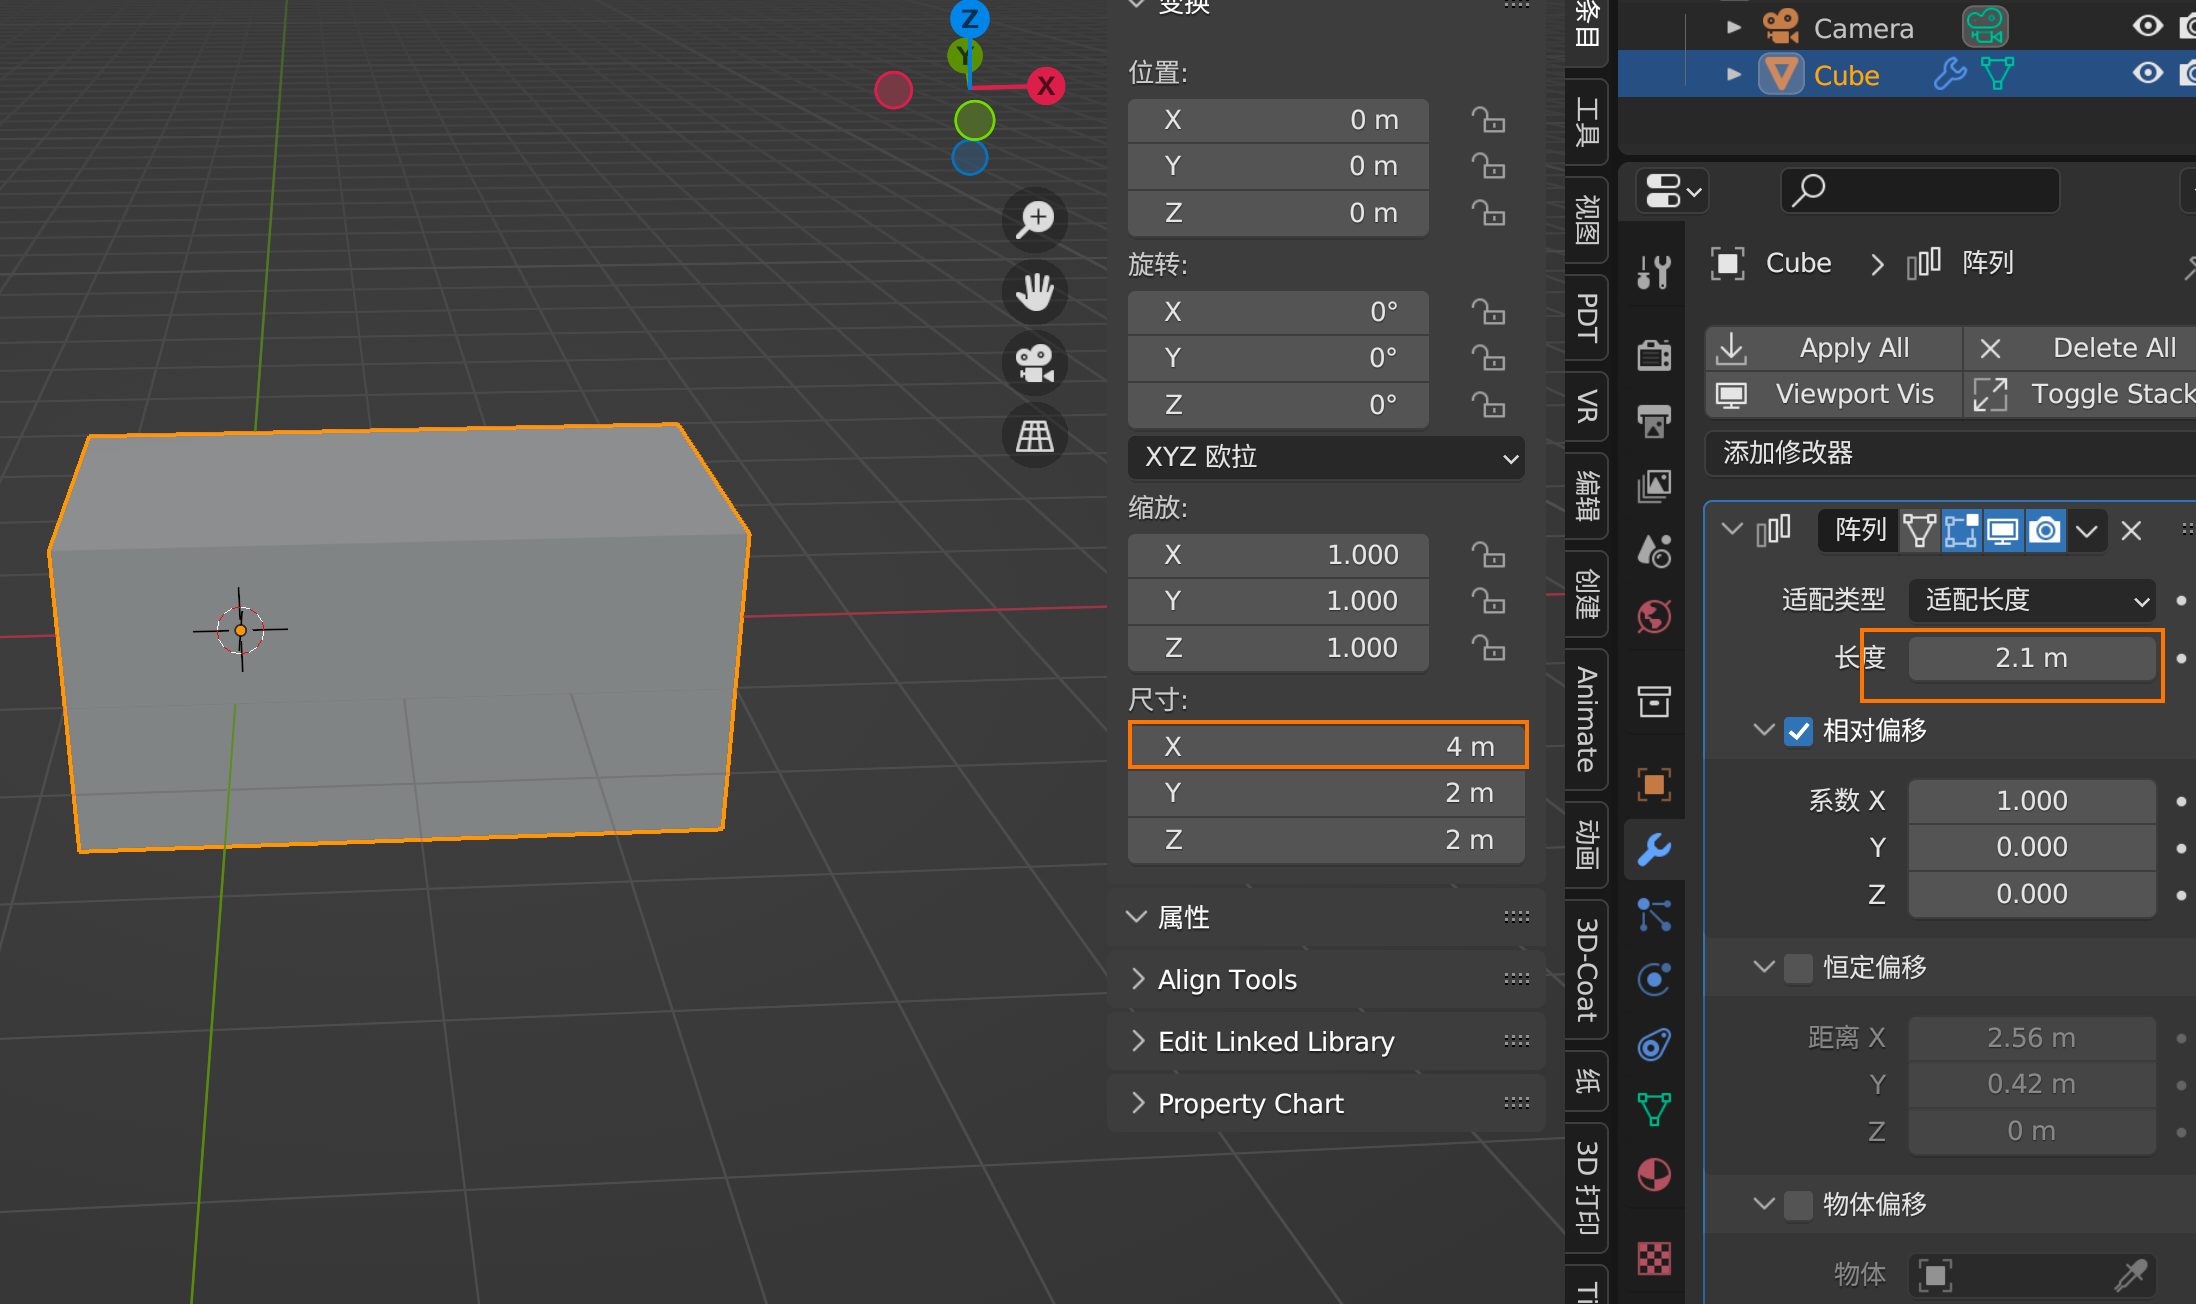 Z
Y
X
变换
位置:
X 0 m
Y 0 m
Z 0 m
旋转:
X 0°
Y 0°
Z 0°
XYZ 欧拉
缩放:
X 1.000
Y 1.000
Z 1.000
尺寸:
X 4 m
Y 2 m
Z 2 m
属性
Align Tools
Edit Linked Library
Property Chart
条目
工具
视图
PDT
VR
编辑
创建
Animate
动画
3D-Coat
纸
3D 打印
Ti
Camera
Cube
Cube 阵列
Apply All Delete All
Viewport Vis Toggle Stack
添加修改器
阵列
适配类型 适配长度
长度 2.1 m
相对偏移
系数 X 1.000
Y 0.000
Z 0.000
恒定偏移
距离 X 2.56 m
Y 0.42 m
Z 0 m
物体偏移
物体